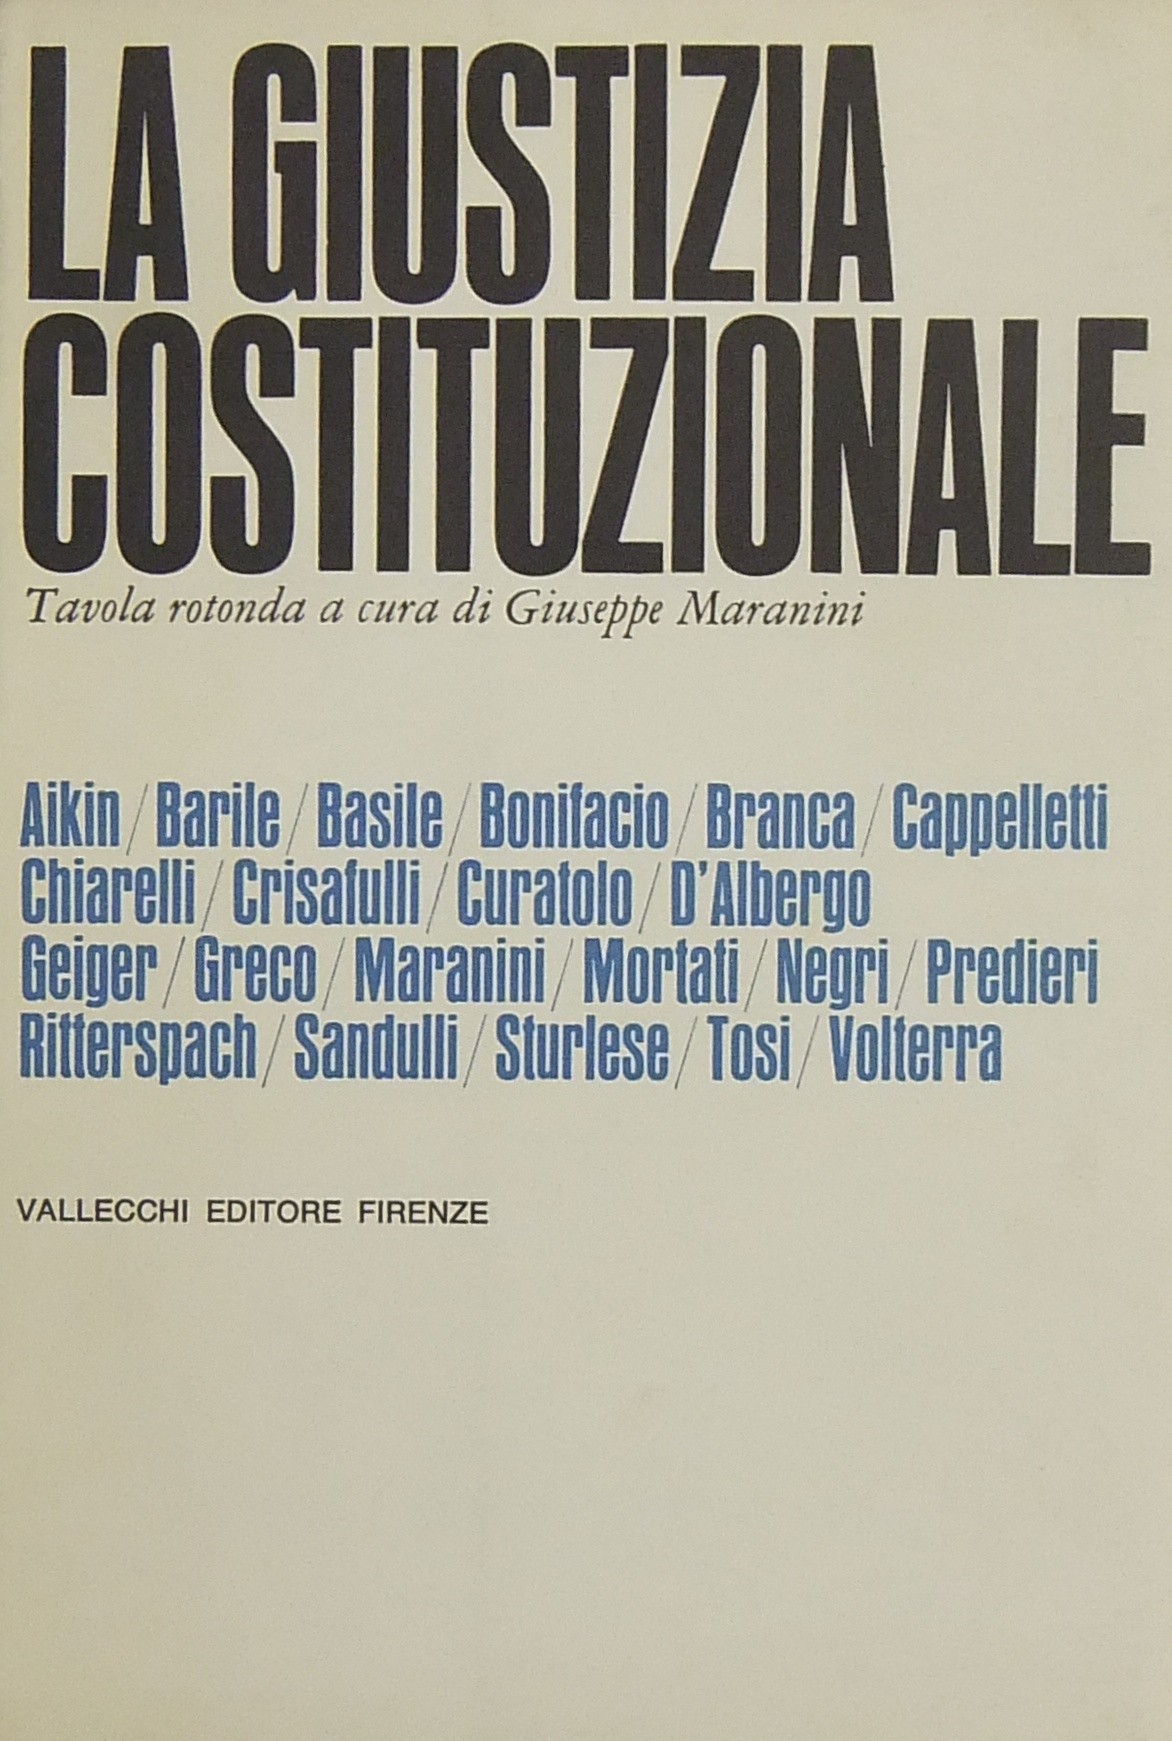 LA GIUSTIZIA
COSTITUZIONALE
Tavola rotonda a cura di Giuseppe Maranini
Aikin / Barile / Basile / Bonifacio / Branca / Cappelletti
Chiarelli / Crisafulli / Curatolo / D'Albergo
Geiger / Greco / Maranini / Mortati / Negri / Predieri
Ritterspach / Sandulli / Sturlese / Tosi / Volterra
VALLECCHI EDITORE FIRENZE